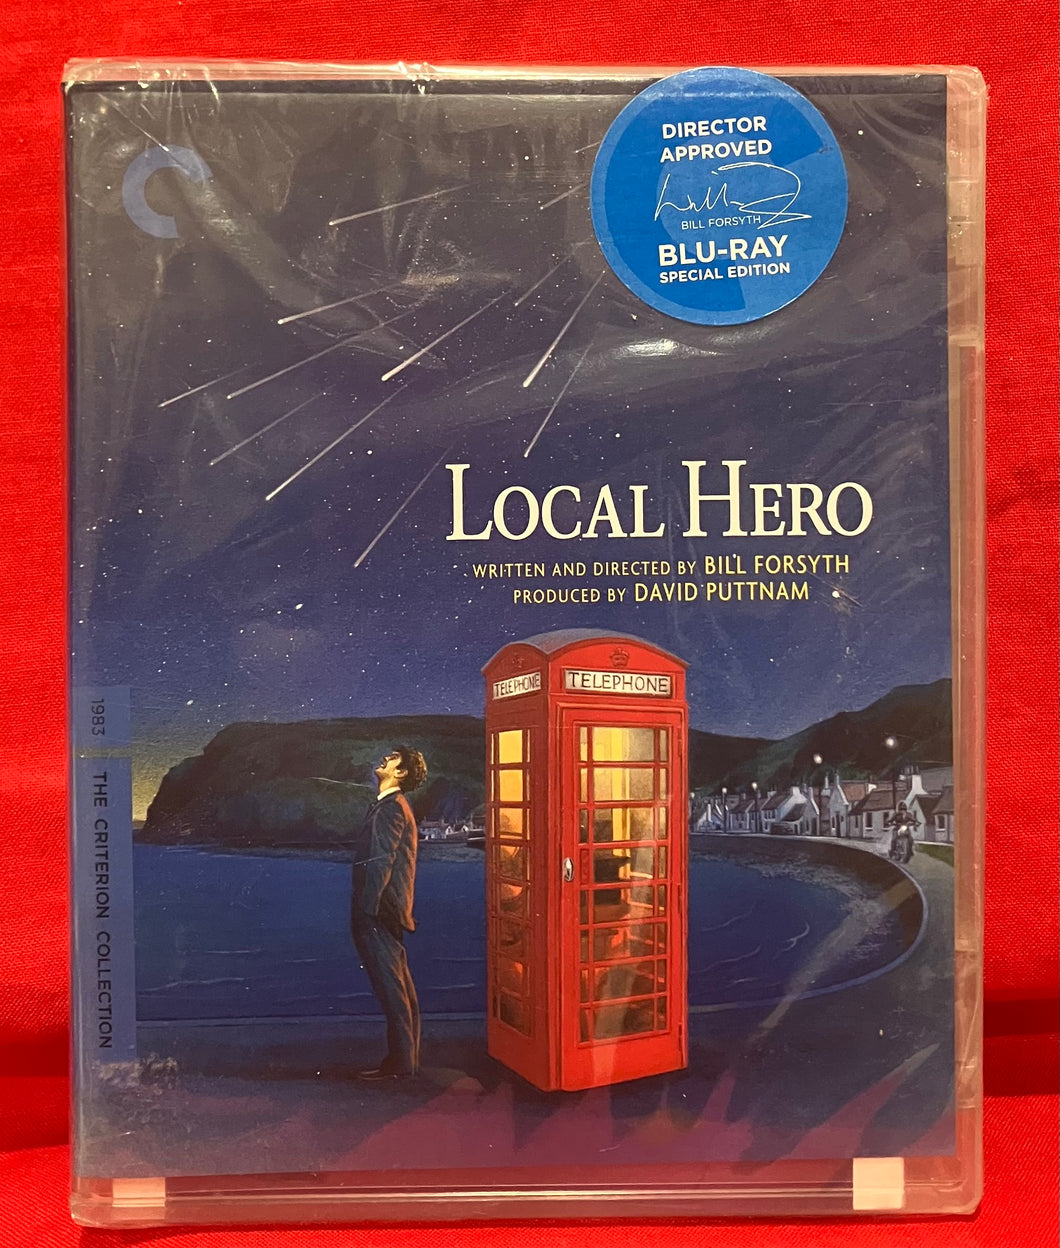 DIRECTOR
APPROVED
BILL FORSYTH
BLU-RAY
SPECIAL EDITION
LOCAL HERO
WRITTEN AND DIRECTED BY BILL FORSYTH
PRODUCED BY DAVID PUTTNAM
TELEPHONE
TELEPHONE
1983
THE CRITERION COLLECTION